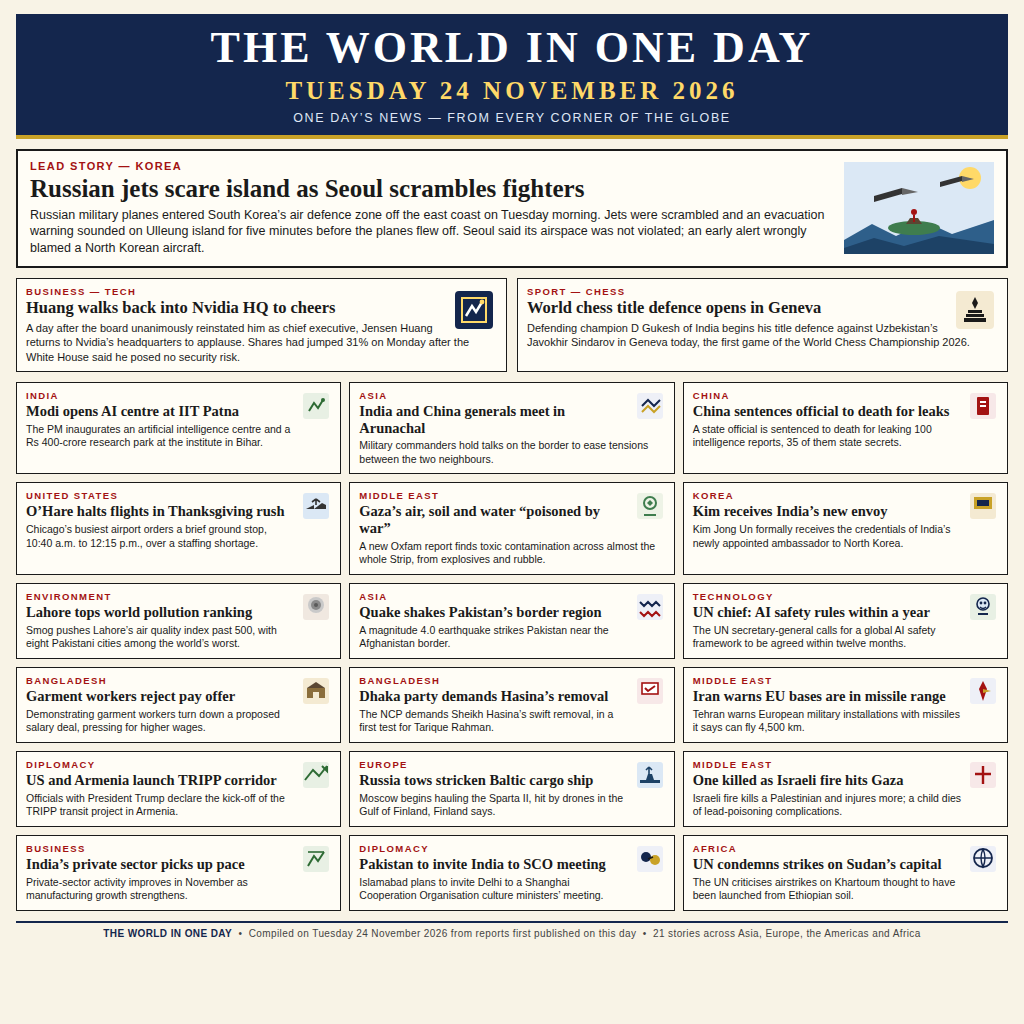 THE WORLD IN ONE DAY
TUESDAY 24 NOVEMBER 2026
ONE DAY’S NEWS — FROM EVERY CORNER OF THE GLOBE
LEAD STORY — KOREA
Russian jets scare island as Seoul scrambles fighters
Russian military planes entered South Korea’s air defence zone off the east coast on Tuesday morning. Jets were scrambled and an evacuation
warning sounded on Ulleung island for five minutes before the planes flew off. Seoul said its airspace was not violated; an early alert wrongly
blamed a North Korean aircraft.
BUSINESS — TECH
Huang walks back into Nvidia HQ to cheers
A day after the board unanimously reinstated him as chief executive, Jensen Huang
returns to Nvidia’s headquarters to applause. Shares had jumped 31% on Monday after the
White House said he posed no security risk.
SPORT — CHESS
World chess title defence opens in Geneva
Defending champion D Gukesh of India begins his title defence against Uzbekistan’s
Javokhir Sindarov in Geneva today, the first game of the World Chess Championship 2026.
INDIA
Modi opens AI centre at IIT Patna
The PM inaugurates an artificial intelligence centre and a
Rs 400-crore research park at the institute in Bihar.
ASIA
India and China generals meet in
Arunachal
Military commanders hold talks on the border to ease tensions
between the two neighbours.
CHINA
China sentences official to death for leaks
A state official is sentenced to death for leaking 100
intelligence reports, 35 of them state secrets.
UNITED STATES
O’Hare halts flights in Thanksgiving rush
Chicago’s busiest airport orders a brief ground stop,
10:40 a.m. to 12:15 p.m., over a staffing shortage.
MIDDLE EAST
Gaza’s air, soil and water “poisoned by
war”
A new Oxfam report finds toxic contamination across almost the
whole Strip, from explosives and rubble.
KOREA
Kim receives India’s new envoy
Kim Jong Un formally receives the credentials of India’s
newly appointed ambassador to North Korea.
ENVIRONMENT
Lahore tops world pollution ranking
Smog pushes Lahore’s air quality index past 500, with
eight Pakistani cities among the world’s worst.
ASIA
Quake shakes Pakistan’s border region
A magnitude 4.0 earthquake strikes Pakistan near the
Afghanistan border.
TECHNOLOGY
UN chief: AI safety rules within a year
The UN secretary-general calls for a global AI safety
framework to be agreed within twelve months.
BANGLADESH
Garment workers reject pay offer
Demonstrating garment workers turn down a proposed
salary deal, pressing for higher wages.
BANGLADESH
Dhaka party demands Hasina’s removal
The NCP demands Sheikh Hasina’s swift removal, in a
first test for Tarique Rahman.
MIDDLE EAST
Iran warns EU bases are in missile range
Tehran warns European military installations with missiles
it says can fly 4,500 km.
DIPLOMACY
US and Armenia launch TRIPP corridor
Officials with President Trump declare the kick-off of the
TRIPP transit project in Armenia.
EUROPE
Russia tows stricken Baltic cargo ship
Moscow begins hauling the Sparta II, hit by drones in the
Gulf of Finland, Finland says.
MIDDLE EAST
One killed as Israeli fire hits Gaza
Israeli fire kills a Palestinian and injures more; a child dies
of lead-poisoning complications.
BUSINESS
India’s private sector picks up pace
Private-sector activity improves in November as
manufacturing growth strengthens.
DIPLOMACY
Pakistan to invite India to SCO meeting
Islamabad plans to invite Delhi to a Shanghai
Cooperation Organisation culture ministers’ meeting.
AFRICA
UN condemns strikes on Sudan’s capital
The UN criticises airstrikes on Khartoum thought to have
been launched from Ethiopian soil.
THE WORLD IN ONE DAY • Compiled on Tuesday 24 November 2026 from reports first published on this day • 21 stories across Asia, Europe, the Americas and Africa